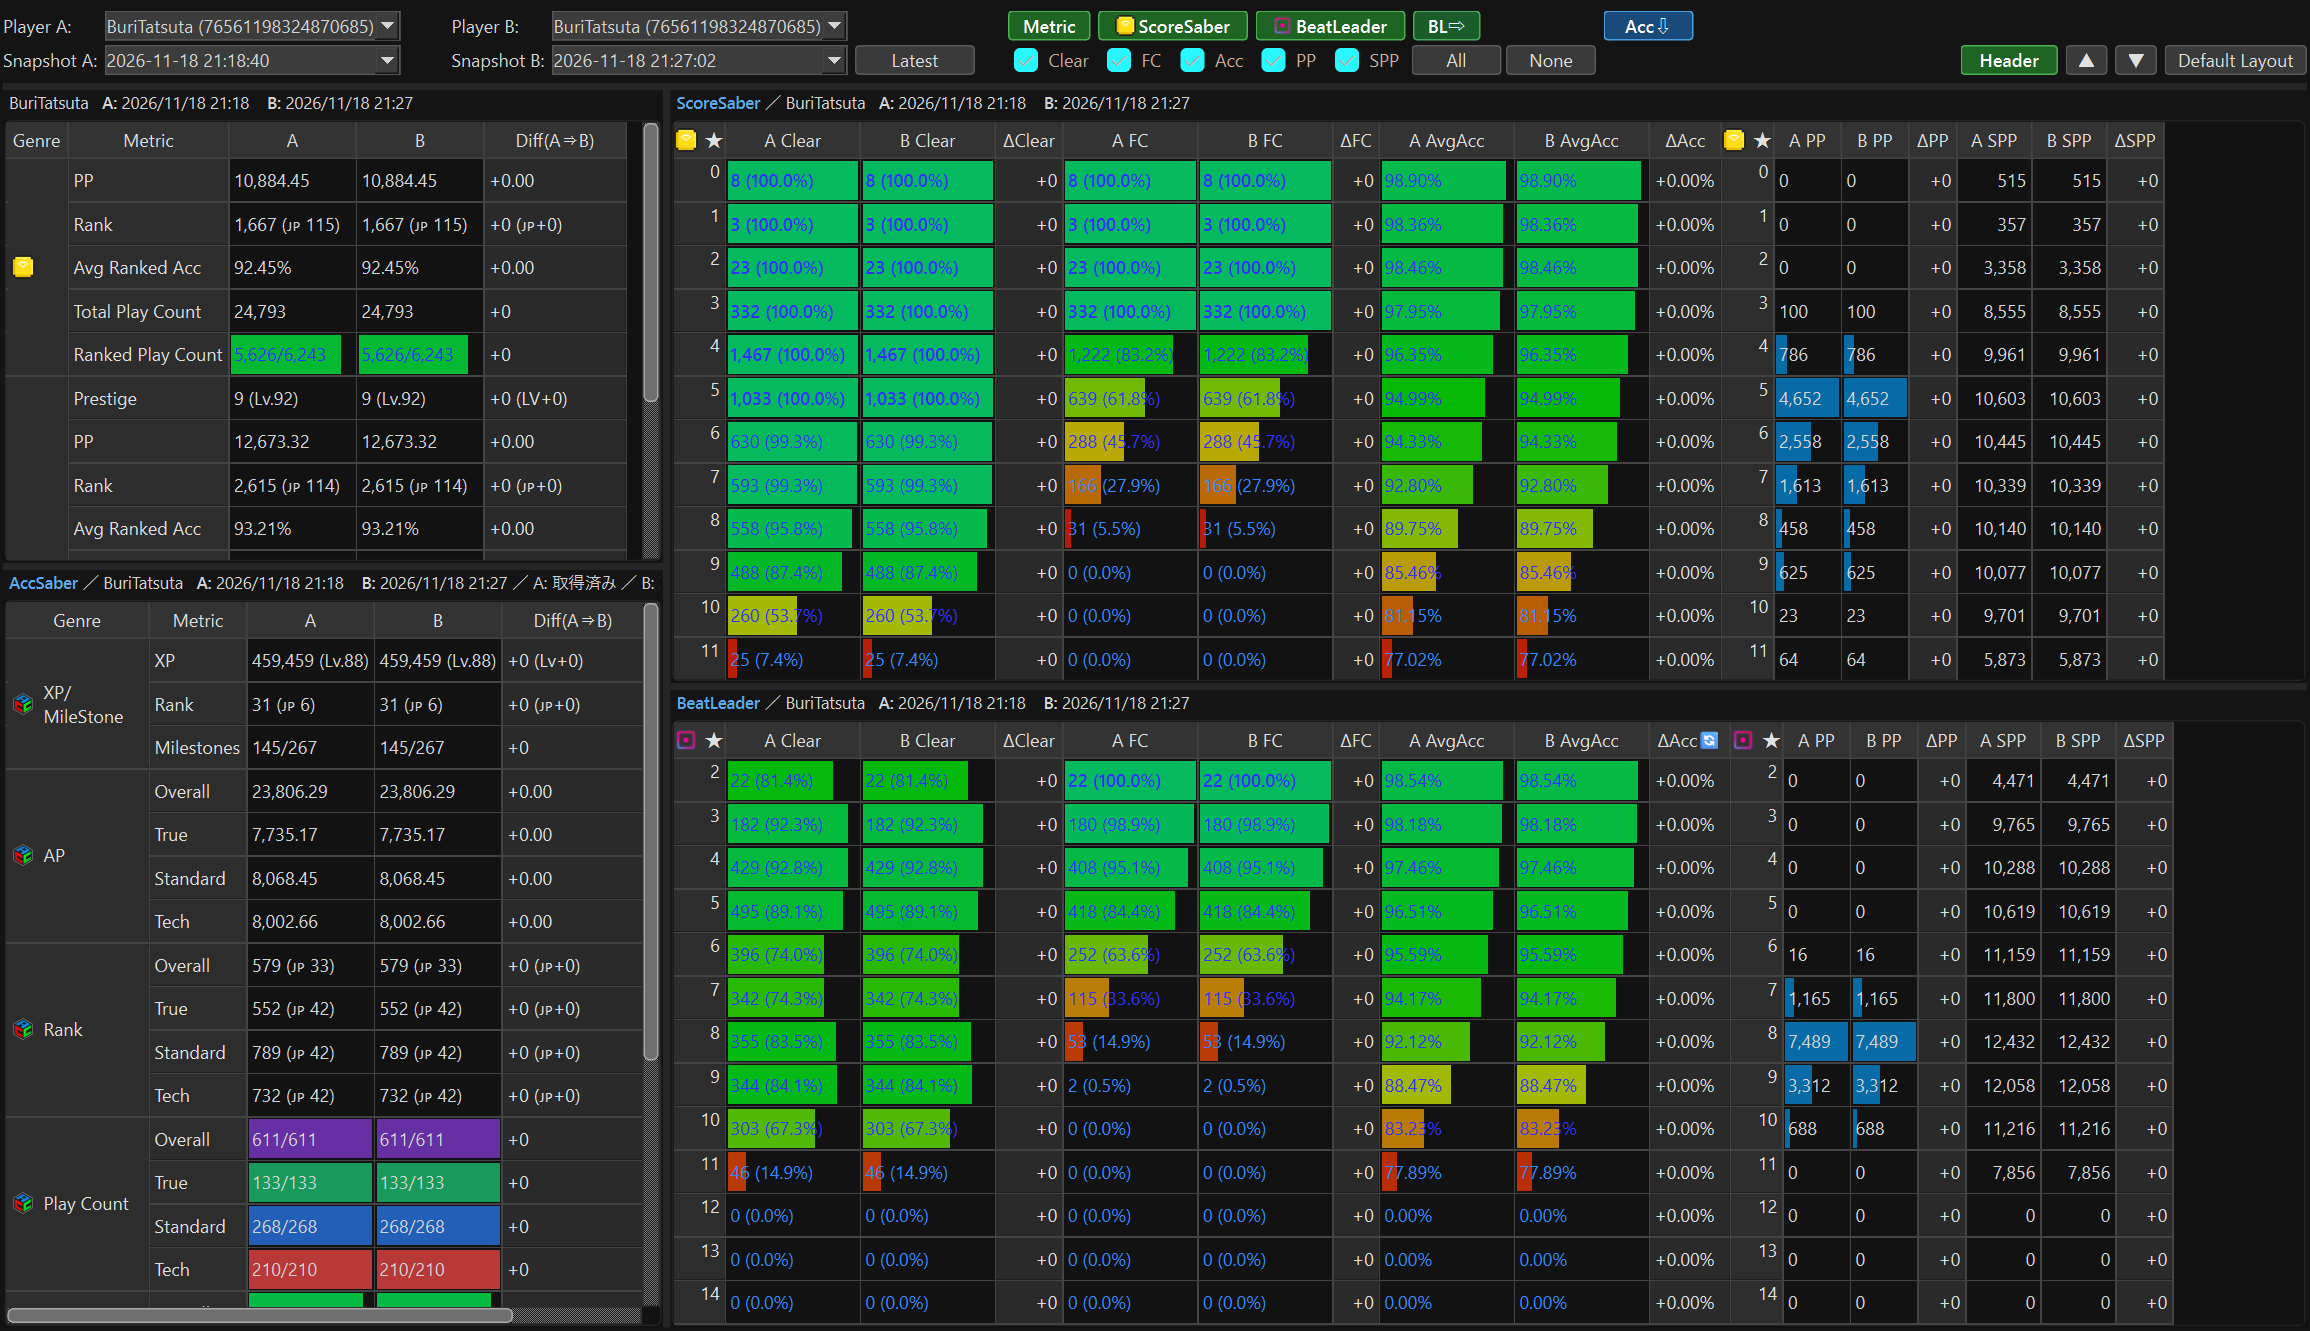 Player A: BuriTatsuta (76561198324870685) Player B: BuriTatsuta (76561198324870685) Metric ScoreSaber BeatLeader BL⇨ Acc⇩
Snapshot A: 2026-11-18 21:18:40 Snapshot B: 2026-11-18 21:27:02 Latest Clear FC Acc PP SPP All None Header ▲ ▼ Default Layout
BuriTatsuta A: 2026/11/18 21:18 B: 2026/11/18 21:27
Genre Metric A B Diff(A⇒B)
PP 10,884.45 10,884.45 +0.00
Rank 1,667 (JP 115) 1,667 (JP 115) +0 (JP+0)
Avg Ranked Acc 92.45% 92.45% +0.00
Total Play Count 24,793 24,793 +0
Ranked Play Count 5,626/6,243 5,626/6,243 +0
Prestige 9 (Lv.92) 9 (Lv.92) +0 (LV+0)
PP 12,673.32 12,673.32 +0.00
Rank 2,615 (JP 114) 2,615 (JP 114) +0 (JP+0)
Avg Ranked Acc 93.21% 93.21% +0.00
AccSaber ／ BuriTatsuta A: 2026/11/18 21:18 B: 2026/11/18 21:27 ／ A: 取得済み ／ B:
Genre Metric A B Diff(A⇒B)
XP/
MileStone
XP 459,459 (Lv.88) 459,459 (Lv.88) +0 (Lv+0)
Rank 31 (JP 6) 31 (JP 6) +0 (JP+0)
Milestones 145/267 145/267 +0
AP
Overall 23,806.29 23,806.29 +0.00
True 7,735.17 7,735.17 +0.00
Standard 8,068.45 8,068.45 +0.00
Tech 8,002.66 8,002.66 +0.00
Rank
Overall 579 (JP 33) 579 (JP 33) +0 (JP+0)
True 552 (JP 42) 552 (JP 42) +0 (JP+0)
Standard 789 (JP 42) 789 (JP 42) +0 (JP+0)
Tech 732 (JP 42) 732 (JP 42) +0 (JP+0)
Play Count
Overall 611/611 611/611 +0
True 133/133 133/133 +0
Standard 268/268 268/268 +0
Tech 210/210 210/210 +0
ScoreSaber ／ BuriTatsuta A: 2026/11/18 21:18 B: 2026/11/18 21:27
★ A Clear B Clear ΔClear A FC B FC ΔFC A AvgAcc B AvgAcc ΔAcc ★ A PP B PP ΔPP A SPP B SPP ΔSPP
0 8 (100.0%) 8 (100.0%) +0 8 (100.0%) 8 (100.0%) +0 98.90% 98.90% +0.00% 0 0 0 +0 515 515 +0
1 3 (100.0%) 3 (100.0%) +0 3 (100.0%) 3 (100.0%) +0 98.36% 98.36% +0.00% 1 0 0 +0 357 357 +0
2 23 (100.0%) 23 (100.0%) +0 23 (100.0%) 23 (100.0%) +0 98.46% 98.46% +0.00% 2 0 0 +0 3,358 3,358 +0
3 332 (100.0%) 332 (100.0%) +0 332 (100.0%) 332 (100.0%) +0 97.95% 97.95% +0.00% 3 100 100 +0 8,555 8,555 +0
4 1,467 (100.0%) 1,467 (100.0%) +0 1,222 (83.2%) 1,222 (83.2%) +0 96.35% 96.35% +0.00% 4 786 786 +0 9,961 9,961 +0
5 1,033 (100.0%) 1,033 (100.0%) +0 639 (61.8%) 639 (61.8%) +0 94.99% 94.99% +0.00% 5 4,652 4,652 +0 10,603 10,603 +0
6 630 (99.3%) 630 (99.3%) +0 288 (45.7%) 288 (45.7%) +0 94.33% 94.33% +0.00% 6 2,558 2,558 +0 10,445 10,445 +0
7 593 (99.3%) 593 (99.3%) +0 166 (27.9%) 166 (27.9%) +0 92.80% 92.80% +0.00% 7 1,613 1,613 +0 10,339 10,339 +0
8 558 (95.8%) 558 (95.8%) +0 31 (5.5%) 31 (5.5%) +0 89.75% 89.75% +0.00% 8 458 458 +0 10,140 10,140 +0
9 488 (87.4%) 488 (87.4%) +0 0 (0.0%) 0 (0.0%) +0 85.46% 85.46% +0.00% 9 625 625 +0 10,077 10,077 +0
10 260 (53.7%) 260 (53.7%) +0 0 (0.0%) 0 (0.0%) +0 81.15% 81.15% +0.00% 10 23 23 +0 9,701 9,701 +0
11 25 (7.4%) 25 (7.4%) +0 0 (0.0%) 0 (0.0%) +0 77.02% 77.02% +0.00% 11 64 64 +0 5,873 5,873 +0
BeatLeader ／ BuriTatsuta A: 2026/11/18 21:18 B: 2026/11/18 21:27
★ A Clear B Clear ΔClear A FC B FC ΔFC A AvgAcc B AvgAcc ΔAcc ★ A PP B PP ΔPP A SPP B SPP ΔSPP
2 22 (81.4%) 22 (81.4%) +0 22 (100.0%) 22 (100.0%) +0 98.54% 98.54% +0.00% 2 0 0 +0 4,471 4,471 +0
3 182 (92.3%) 182 (92.3%) +0 180 (98.9%) 180 (98.9%) +0 98.18% 98.18% +0.00% 3 0 0 +0 9,765 9,765 +0
4 429 (92.8%) 429 (92.8%) +0 408 (95.1%) 408 (95.1%) +0 97.46% 97.46% +0.00% 4 0 0 +0 10,288 10,288 +0
5 495 (89.1%) 495 (89.1%) +0 418 (84.4%) 418 (84.4%) +0 96.51% 96.51% +0.00% 5 0 0 +0 10,619 10,619 +0
6 396 (74.0%) 396 (74.0%) +0 252 (63.6%) 252 (63.6%) +0 95.59% 95.59% +0.00% 6 16 16 +0 11,159 11,159 +0
7 342 (74.3%) 342 (74.3%) +0 115 (33.6%) 115 (33.6%) +0 94.17% 94.17% +0.00% 7 1,165 1,165 +0 11,800 11,800 +0
8 355 (83.5%) 355 (83.5%) +0 53 (14.9%) 53 (14.9%) +0 92.12% 92.12% +0.00% 8 7,489 7,489 +0 12,432 12,432 +0
9 344 (84.1%) 344 (84.1%) +0 2 (0.5%) 2 (0.5%) +0 88.47% 88.47% +0.00% 9 3,312 3,312 +0 12,058 12,058 +0
10 303 (67.3%) 303 (67.3%) +0 0 (0.0%) 0 (0.0%) +0 83.23% 83.23% +0.00% 10 688 688 +0 11,216 11,216 +0
11 46 (14.9%) 46 (14.9%) +0 0 (0.0%) 0 (0.0%) +0 77.89% 77.89% +0.00% 11 0 0 +0 7,856 7,856 +0
12 0 (0.0%) 0 (0.0%) +0 0 (0.0%) 0 (0.0%) +0 0.00% 0.00% +0.00% 12 0 0 +0 0 0 +0
13 0 (0.0%) 0 (0.0%) +0 0 (0.0%) 0 (0.0%) +0 0.00% 0.00% +0.00% 13 0 0 +0 0 0 +0
14 0 (0.0%) 0 (0.0%) +0 0 (0.0%) 0 (0.0%) +0 0.00% 0.00% +0.00% 14 0 0 +0 0 0 +0